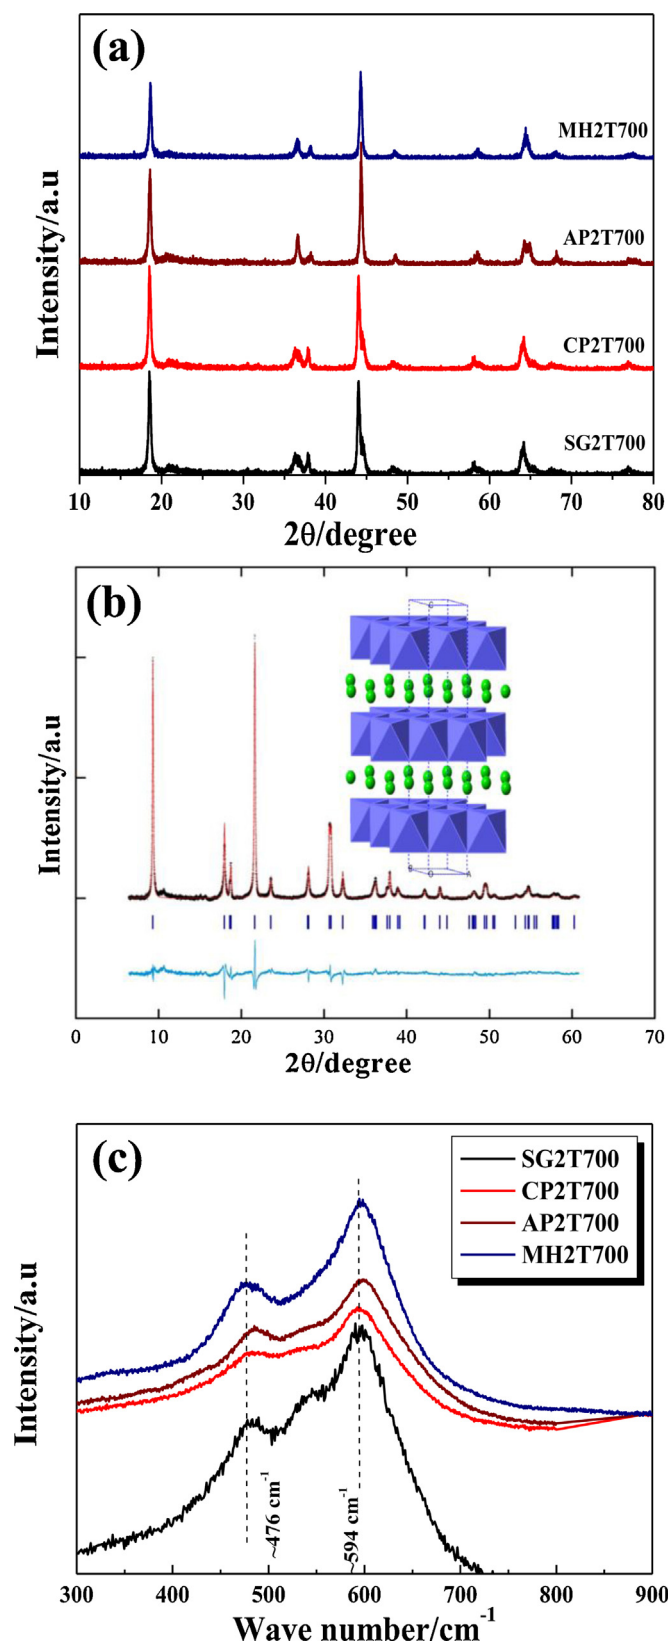 (a)
MH2T700
AP2T700
CP2T700
SG2T700
Intensity/a.u
10 20 30 40 50 60 70 80
2θ/degree
(b)
Intensity/a.u
0 10 20 30 40 50 60 70
2θ/degree
(c)
SG2T700
CP2T700
AP2T700
MH2T700
Intensity/a.u
~476 cm⁻¹
~594 cm⁻¹
300 400 500 600 700 800 900
Wave number/cm⁻¹